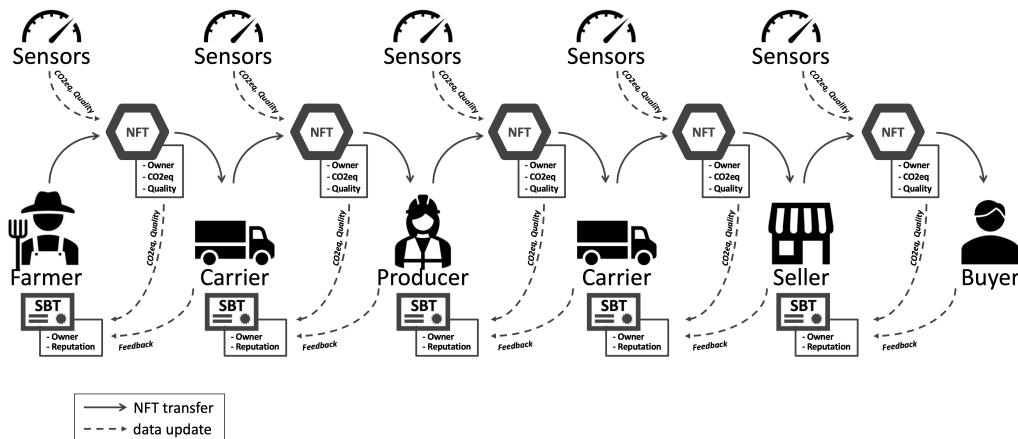 Sensors
Sensors
Sensors
Sensors
Sensors
CO2eq, Quality
CO2eq, Quality
CO2eq, Quality
CO2eq, Quality
CO2eq, Quality
NFT
NFT
NFT
NFT
NFT
- Owner
- CO2eq
- Quality
- Owner
- CO2eq
- Quality
- Owner
- CO2eq
- Quality
- Owner
- CO2eq
- Quality
- Owner
- CO2eq
- Quality
CO2eq, Quality
CO2eq, Quality
CO2eq, Quality
CO2eq, Quality
CO2eq, Quality
Farmer
Carrier
Producer
Carrier
Seller
Buyer
SBT
SBT
SBT
SBT
SBT
- Owner
- Reputation
- Owner
- Reputation
- Owner
- Reputation
- Owner
- Reputation
- Owner
- Reputation
Feedback
Feedback
Feedback
Feedback
Feedback
NFT transfer
data update